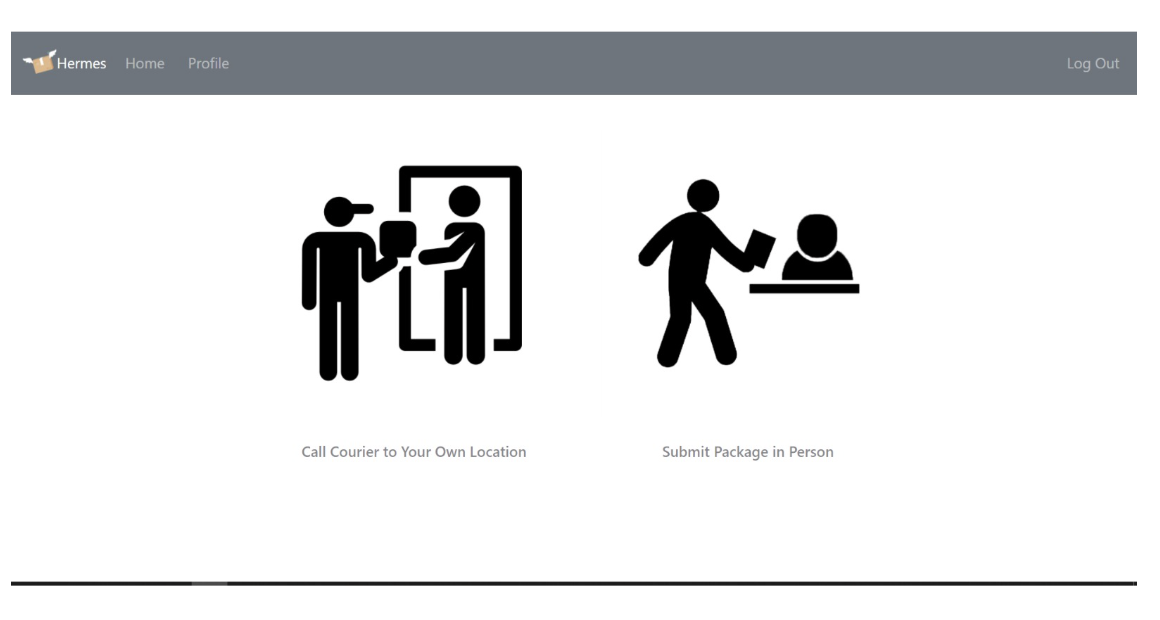 Hermes Home Profile Log Out
Call Courier to Your Own Location Submit Package in Person